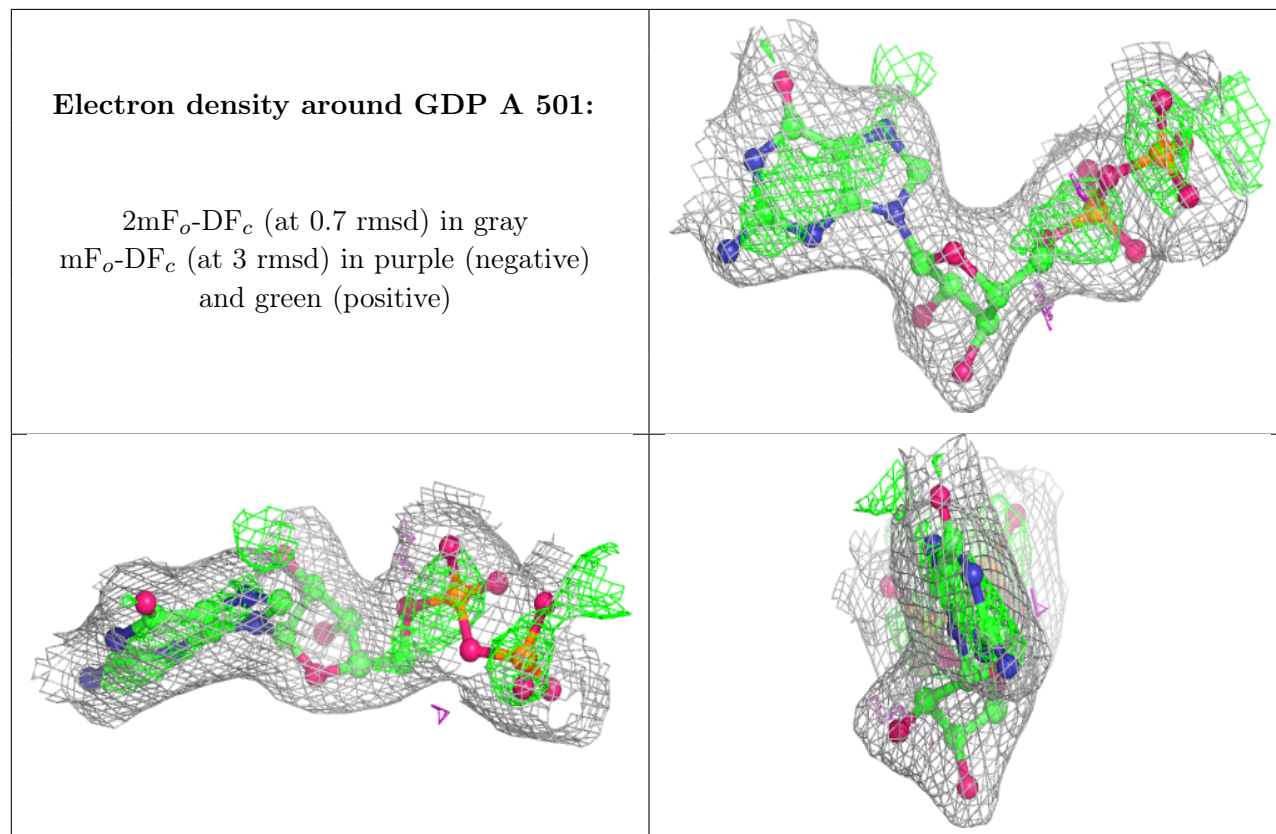 Electron density around GDP A 501:
2mFo-DFc (at 0.7 rmsd) in gray
mFo-DFc (at 3 rmsd) in purple (negative)
and green (positive)